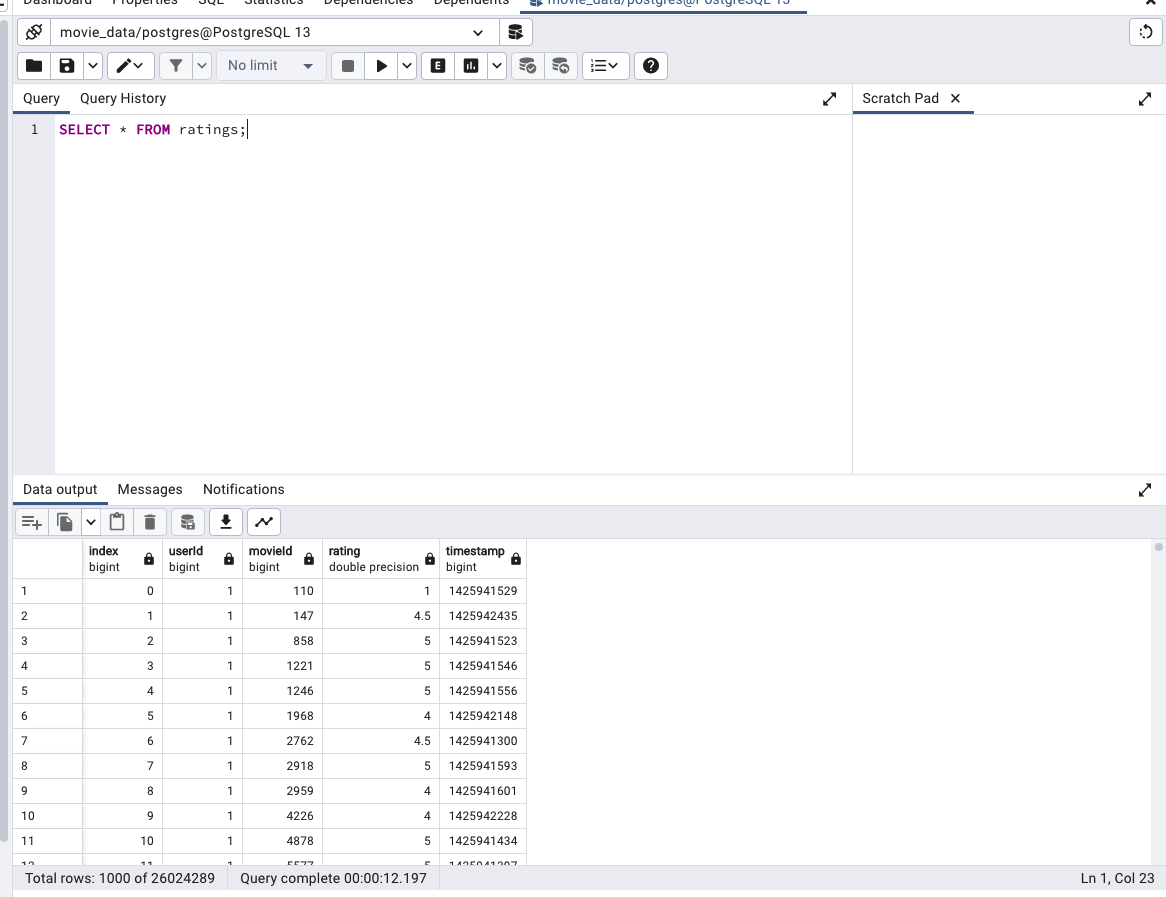 Dashboard Properties SQL Statistics Dependencies Dependents movie_data/postgres@PostgreSQL 13
movie_data/postgres@PostgreSQL 13
No limit
E
Query Query History
Scratch Pad
1 SELECT * FROM ratings;
Data output Messages Notifications
index userId movieId rating timestamp
bigint bigint bigint double precision bigint
1 0 1 110 1 1425941529
2 1 1 147 4.5 1425942435
3 2 1 858 5 1425941523
4 3 1 1221 5 1425941546
5 4 1 1246 5 1425941556
6 5 1 1968 4 1425942148
7 6 1 2762 4.5 1425941300
8 7 1 2918 5 1425941593
9 8 1 2959 4 1425941601
10 9 1 4226 4 1425942228
11 10 1 4878 5 1425941434
12 11 1 5577 5 1425941397
Total rows: 1000 of 26024289 Query complete 00:00:12.197 Ln 1, Col 23